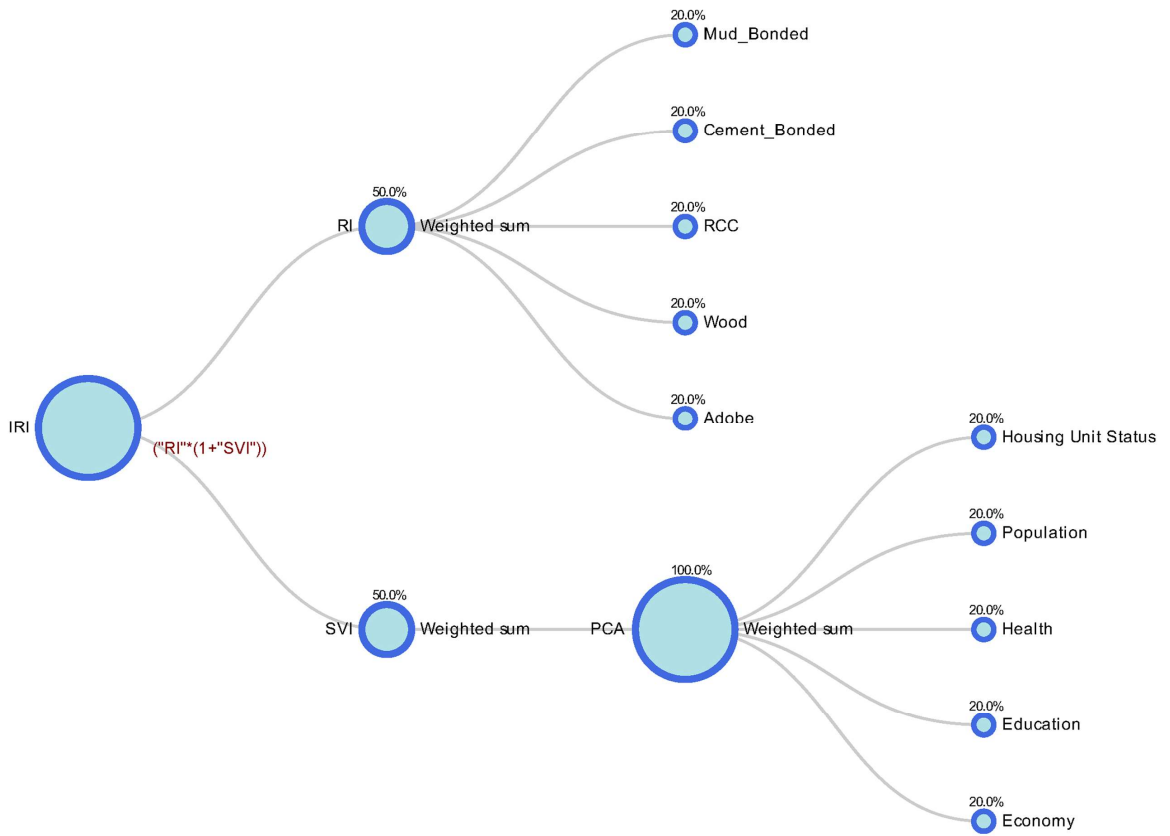 20.0%
Mud_Bonded
20.0%
Cement_Bonded
50.0%
RI
Weighted sum
20.0%
RCC
20.0%
Wood
20.0%
Adobe
IRI
("RI"*(1+"SVI"))
20.0%
Housing Unit Status
20.0%
Population
50.0%
SVI
Weighted sum
100.0%
PCA
Weighted sum
20.0%
Health
20.0%
Education
20.0%
Economy